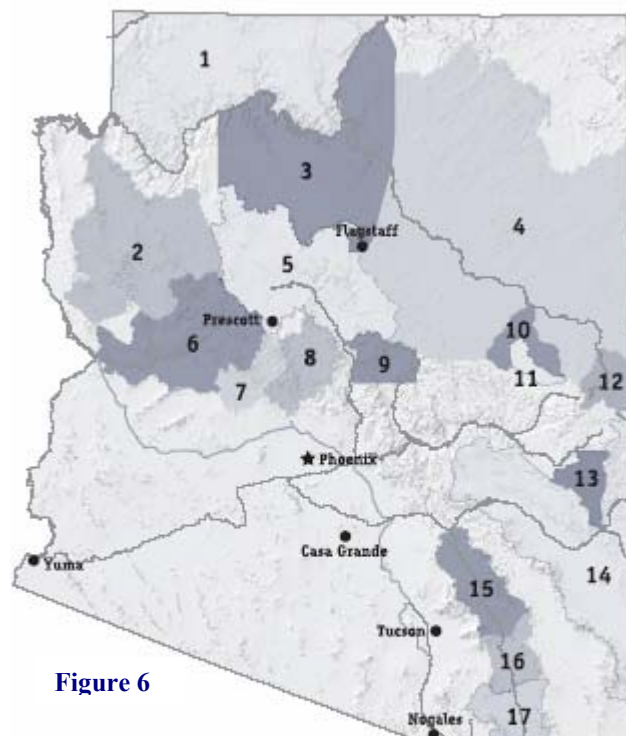 1
3
Flagstaff
4
2
5
Prescott
6
10
8
9
11
12
7
Phoenix
13
Casa Grande
Yuma
14
15
Tucson
16
Figure 6
17
Nogales